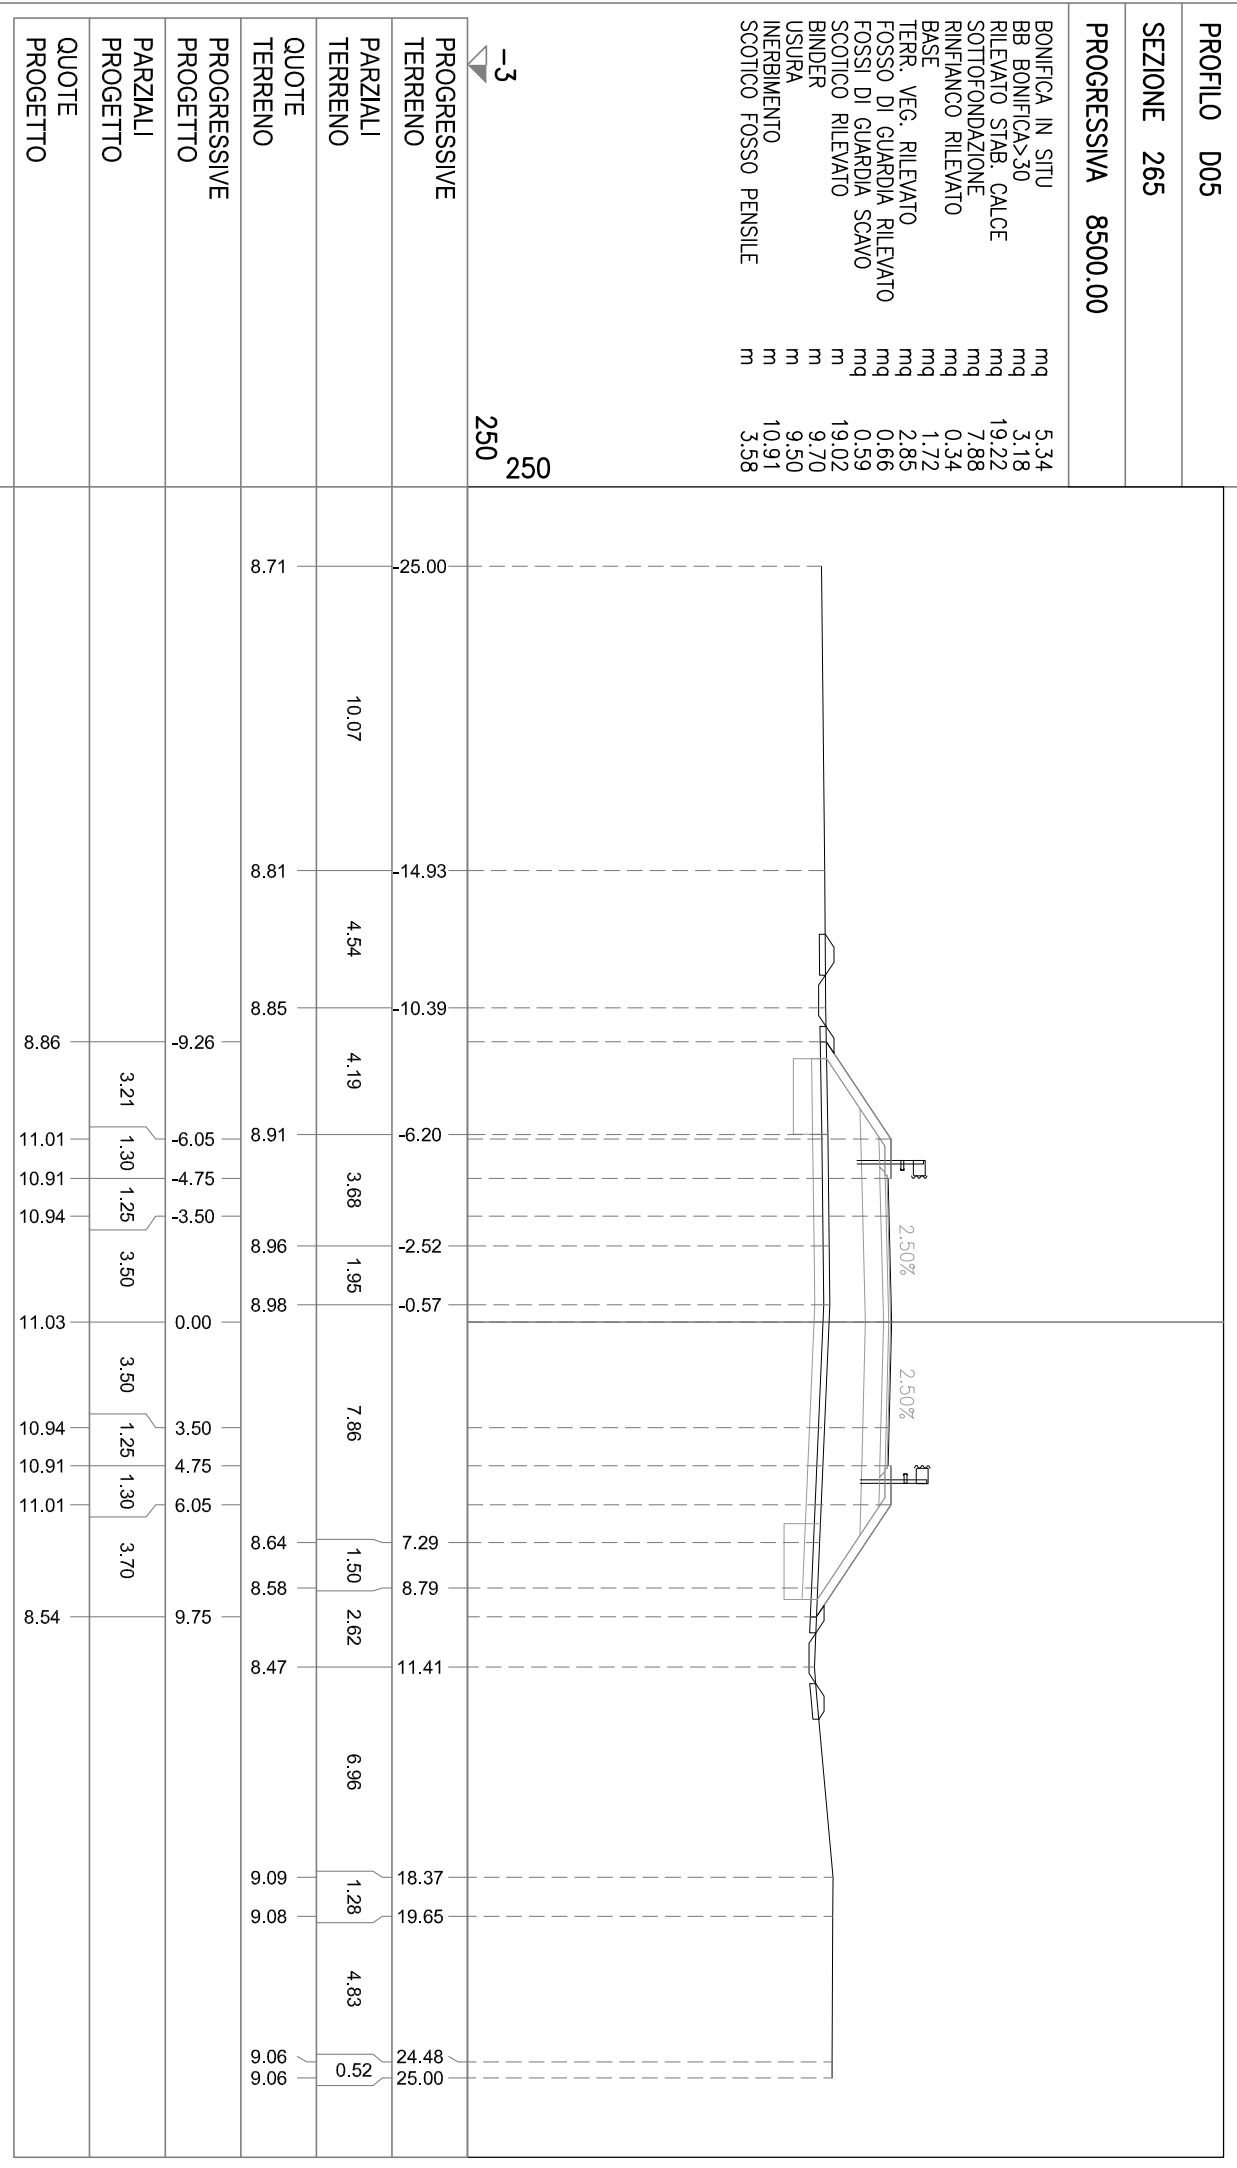 PROFILO D05
SEZIONE 265
PROGRESSIVA 8500.00
BONIFICA IN SITU mq 5.34
BB BONIFICA>30 mq 3.18
RILEVATO STAB. CALCE mq 19.22
SOTTOFONDAZIONE mq 7.88
RINFIANCO RILEVATO mq 0.34
BASE mq 1.72
TERR. VEG. RILEVATO mq 2.85
FOSSO DI GUARDIA RILEVATO mq 0.66
FOSSI DI GUARDIA SCAVO mq 0.59
SCOTICO RILEVATO m 19.02
BINDER m 9.70
USURA m 9.50
INERBIMENTO m 10.91
SCOTICO FOSSO PENSILE m 3.58
2.50% 2.50%
-3
250
250
PROGRESSIVE
TERRENO
-25.00 -14.93 -10.39 -6.20 -2.52 -0.57 7.29 8.79 11.41 18.37 19.65 24.48 25.00
PARZIALI
TERRENO
10.07 4.54 4.19 3.68 1.95 7.86 1.50 2.62 6.96 1.28 4.83 0.52
QUOTE
TERRENO
8.71 8.81 8.85 8.91 8.96 8.98 8.64 8.58 8.47 9.09 9.08 9.06 9.06
PROGRESSIVE
PROGETTO
-9.26 -6.05 -4.75 -3.50 0.00 3.50 4.75 6.05 9.75
PARZIALI
PROGETTO
3.21 1.30 1.25 3.50 3.50 1.25 1.30 3.70
QUOTE
PROGETTO
8.86 11.01 10.91 10.94 11.03 10.94 10.91 11.01 8.54